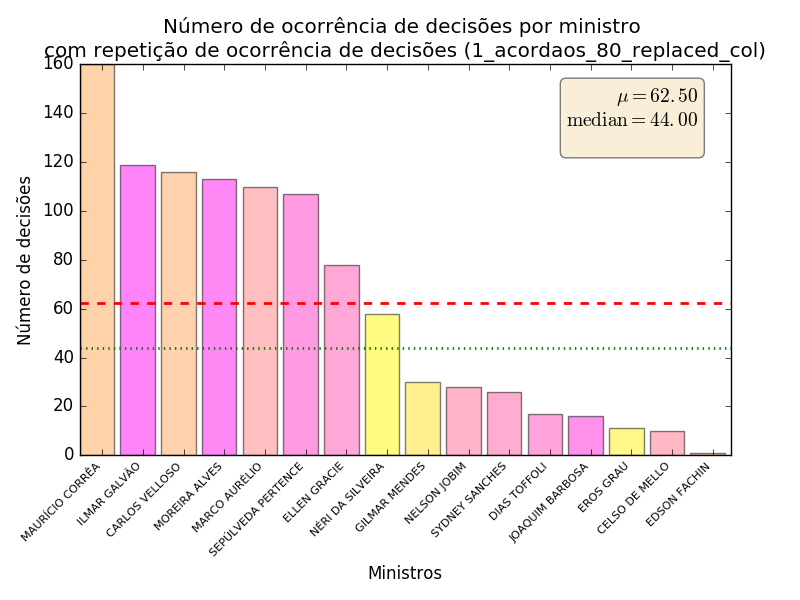 Número de ocorrência de decisões por ministro
com repetição de ocorrência de decisões (1_acordaos_80_replaced_col)
160
140
120
100
80
60
40
20
0
Número de decisões
μ = 62.50
median = 44.00
MAURÍCIO CORRÊA
ILMAR GALVÃO
CARLOS VELLOSO
MOREIRA ALVES
MARCO AURÉLIO
SEPÚLVEDA PERTENCE
ELLEN GRACIE
NÉRI DA SILVEIRA
GILMAR MENDES
NELSON JOBIM
SYDNEY SANCHES
DIAS TOFFOLI
JOAQUIM BARBOSA
EROS GRAU
CELSO DE MELLO
EDSON FACHIN
Ministros